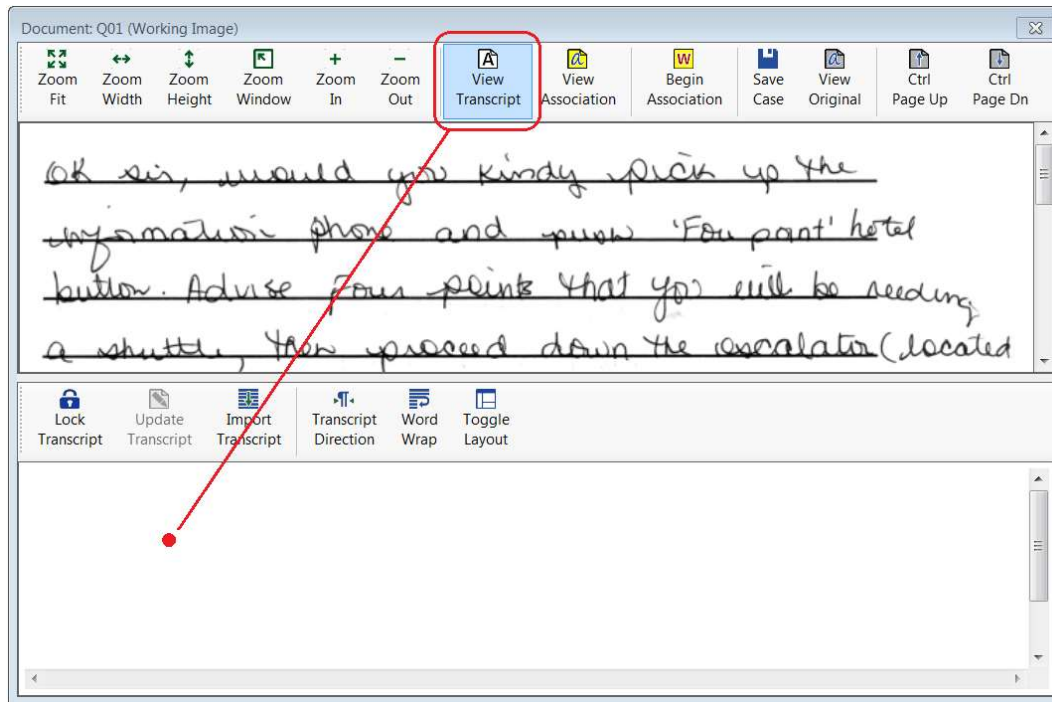 Document: Q01 (Working Image)
Zoom Fit
Zoom Width
Zoom Height
Zoom Window
Zoom In
Zoom Out
View Transcript
View Association
Begin Association
Save Case
View Original
Ctrl Page Up
Ctrl Page Dn
OK sir, would you kindy pick up the
information phone and push 'Fou point' hotel
button. Advise Four points that you will be needing
a shuttle, then proceed down the escalator (located
Lock Transcript
Update Transcript
Import Transcript
Transcript Direction
Word Wrap
Toggle Layout